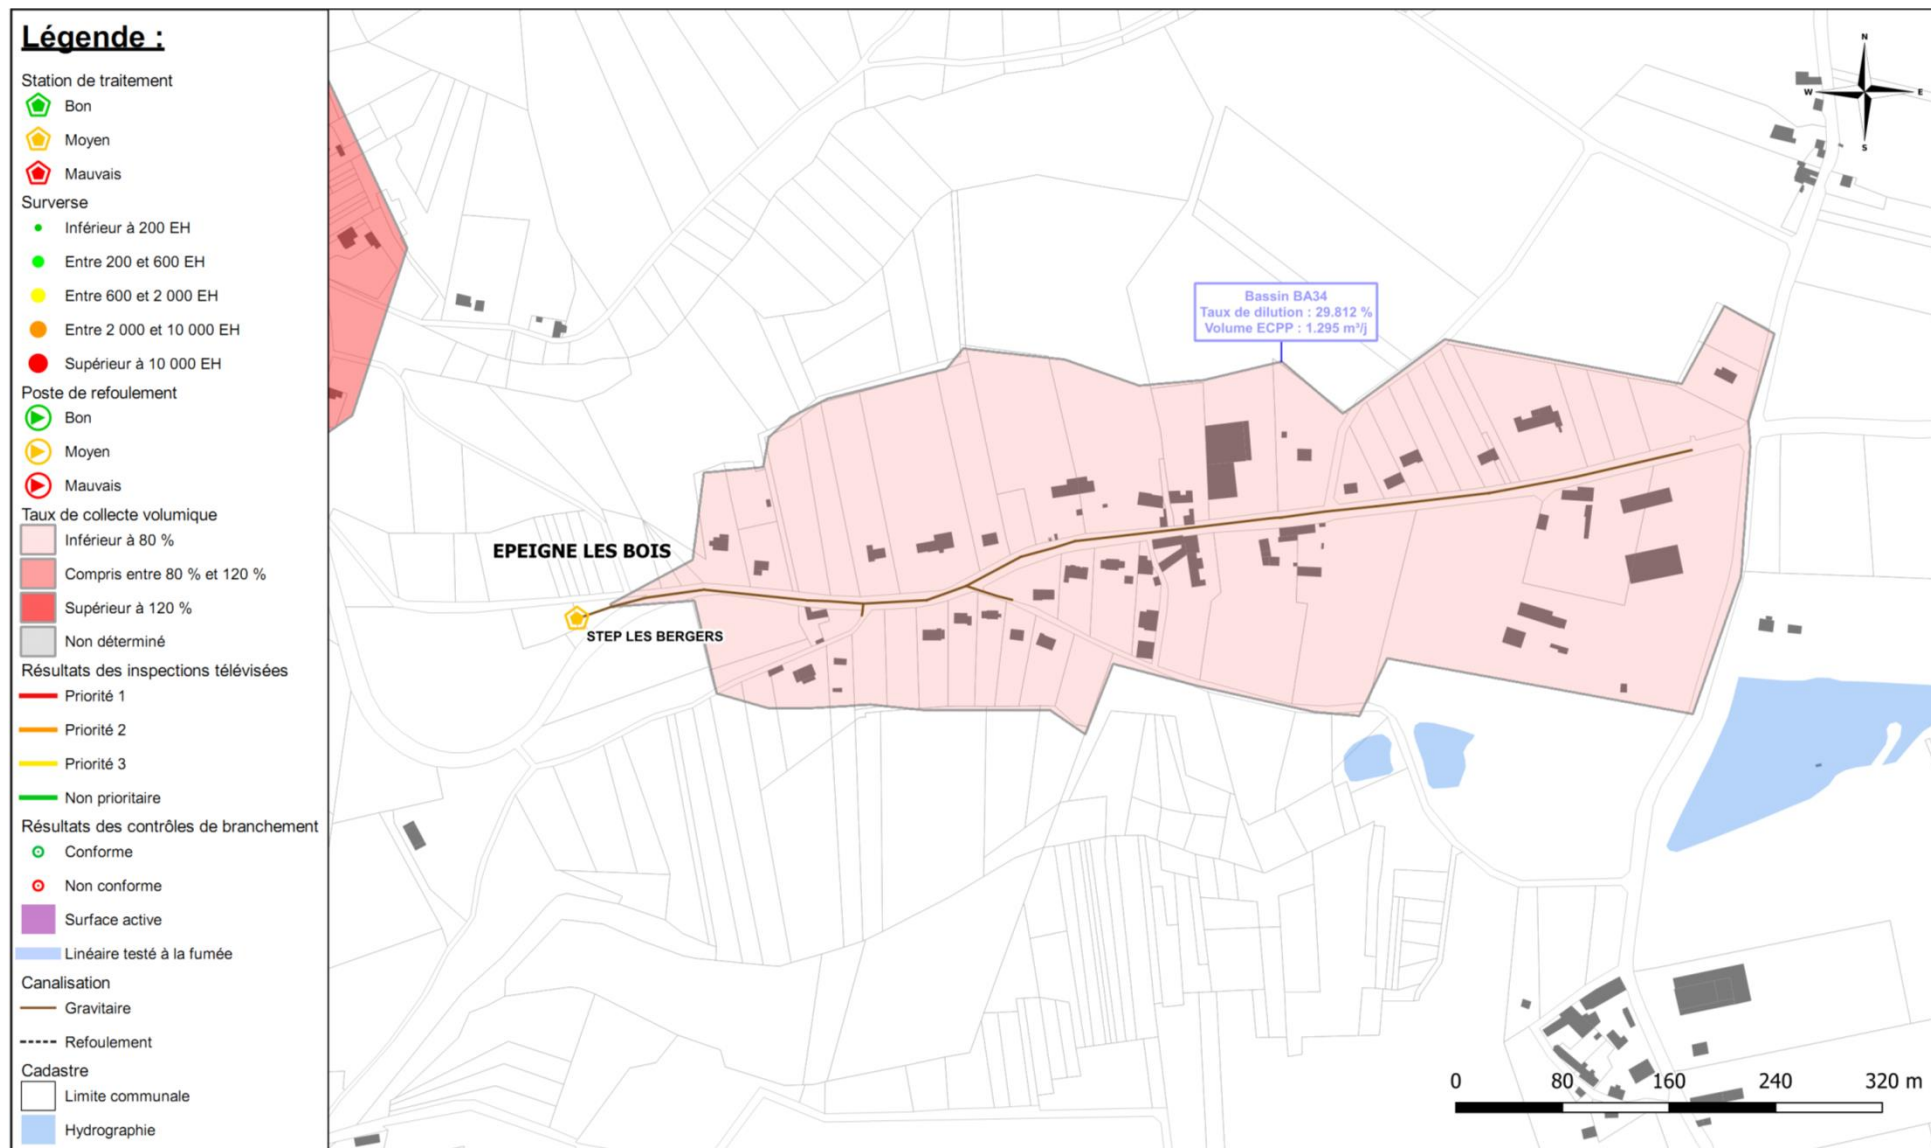 Légende :
Station de traitement
Bon
Moyen
Mauvais
Surverse
Inférieur à 200 EH
Entre 200 et 600 EH
Entre 600 et 2 000 EH
Entre 2 000 et 10 000 EH
Supérieur à 10 000 EH
Poste de refoulement
Bon
Moyen
Mauvais
Taux de collecte volumique
Inférieur à 80 %
Compris entre 80 % et 120 %
Supérieur à 120 %
Non déterminé
Résultats des inspections télévisées
Priorité 1
Priorité 2
Priorité 3
Non prioritaire
Résultats des contrôles de branchement
Conforme
Non conforme
Surface active
Linéaire testé à la fumée
Canalisation
Gravitaire
Refoulement
Cadastre
Limite communale
Hydrographie
N
W
E
S
Bassin BA34
Taux de dilution : 29.812 %
Volume ECPP : 1.295 m³/j
EPEIGNE LES BOIS
STEP LES BERGERS
0 80 160 240 320 m